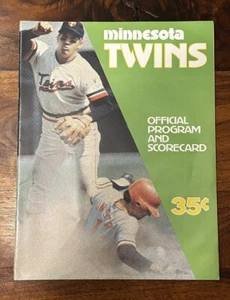 minnesota
TWINS
OFFICIAL
PROGRAM
AND
SCORECARD
35¢
Twins